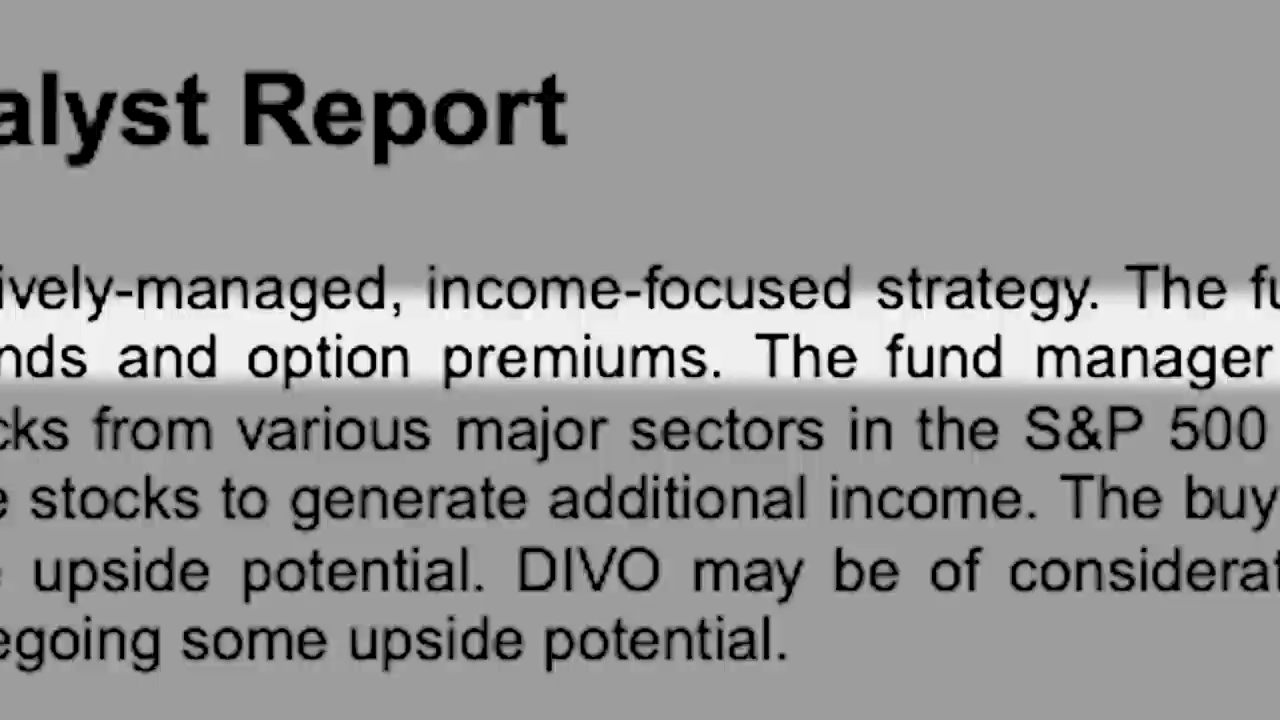 alyst Report
ively-managed, income-focused strategy. The fu
nds and option premiums. The fund manager
cks from various major sectors in the S&P 500
e stocks to generate additional income. The buy
e upside potential. DIVO may be of considerat
egoing some upside potential.